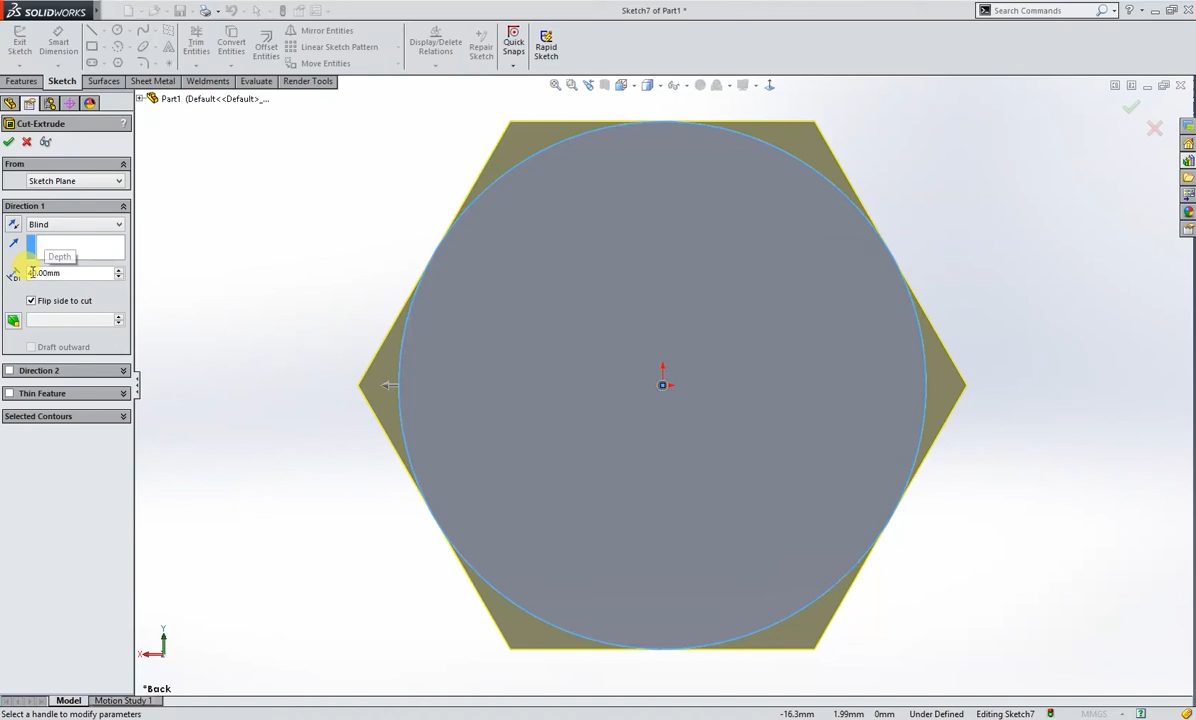 SOLIDWORKS
Sketch7 of Part1 *
Search Commands
Exit Sketch
Smart Dimension
Trim Entities
Convert Entities
Offset Entities
Mirror Entities
Linear Sketch Pattern
Move Entities
Display/Delete Relations
Repair Sketch
Quick Snaps
Rapid Sketch
Features
Sketch
Surfaces
Sheet Metal
Weldments
Evaluate
Render Tools
Part1 (Default<<Default>_...
Cut-Extrude
?
From
Sketch Plane
Direction 1
Blind
Depth
Flip side to cut
Draft outward
Direction 2
Thin Feature
Selected Contours
Y
X
*Back
Model
Motion Study 1
Select a handle to modify parameters
-16.3mm
1.99mm
0mm
Under Defined
Editing Sketch7
MMGS